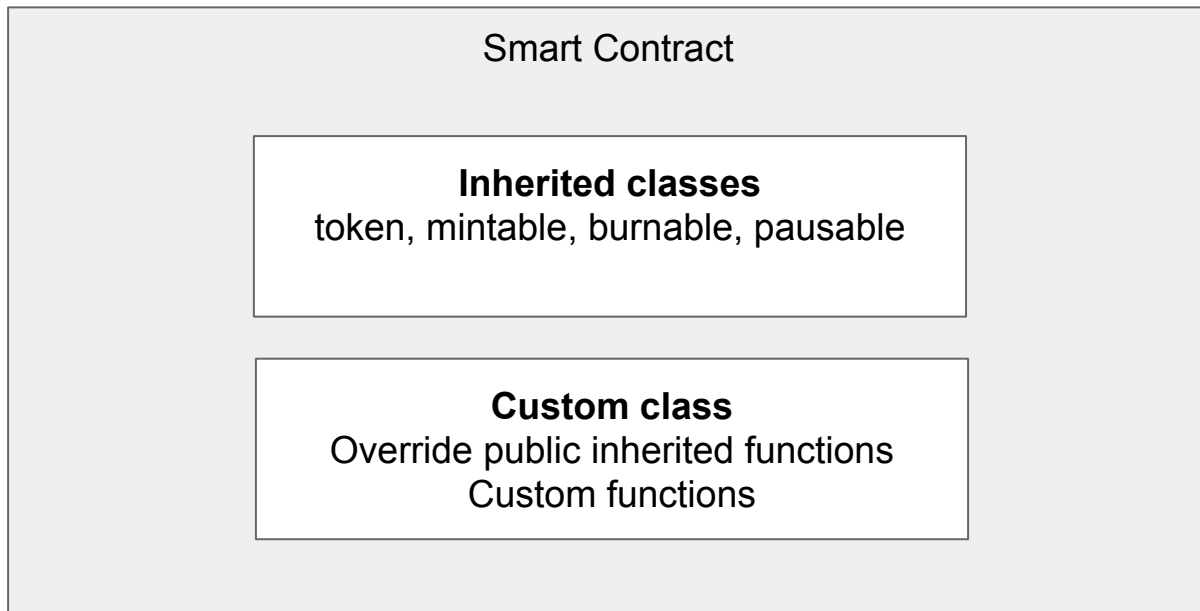 Smart Contract
Inherited classes
token, mintable, burnable, pausable
Custom class
Override public inherited functions
Custom functions